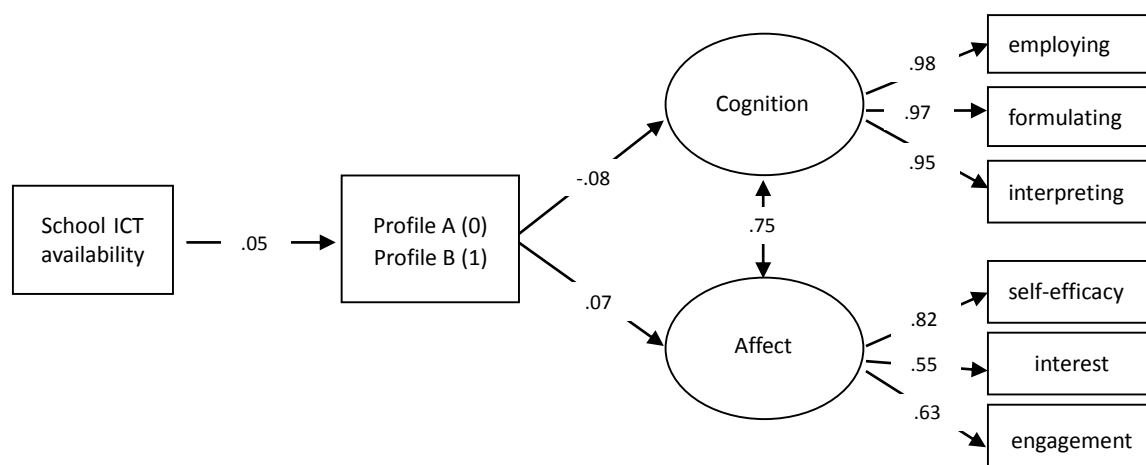 School ICT
availability
.05
Profile A (0)
Profile B (1)
-.08
.07
Cognition
.75
Affect
.98
.97
.95
employing
formulating
interpreting
.82
.55
.63
self-efficacy
interest
engagement